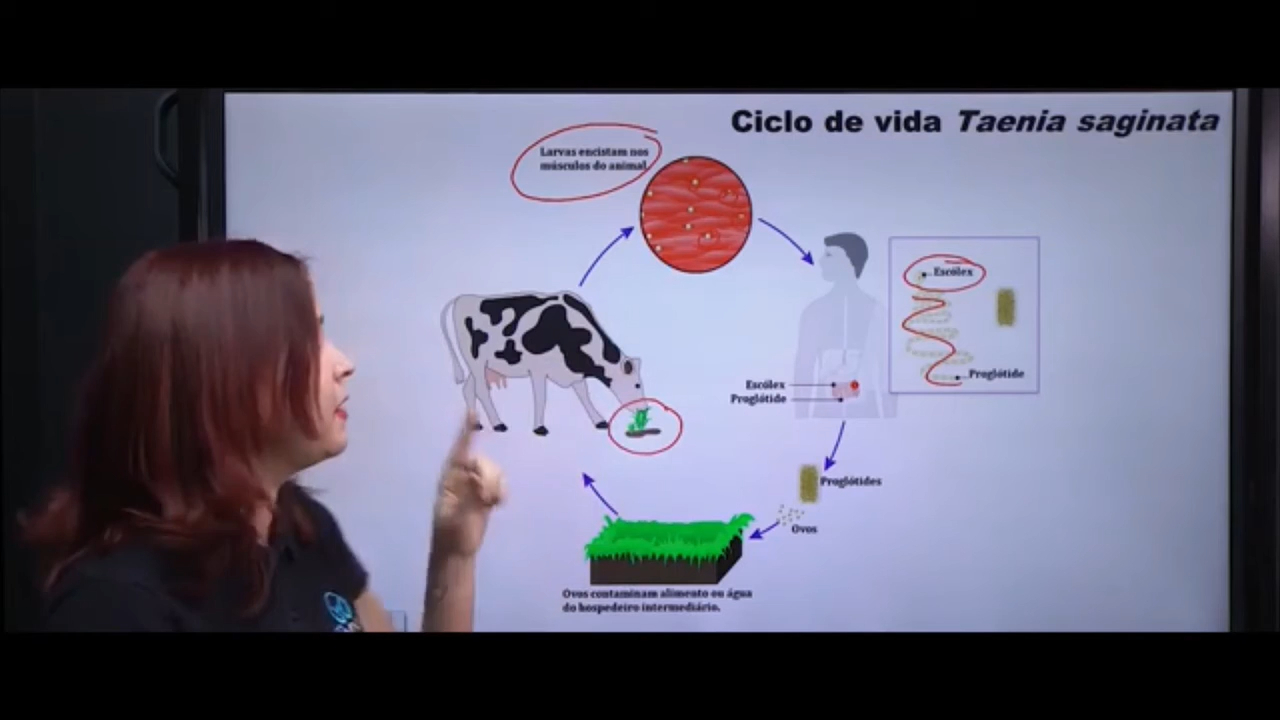 Ciclo de vida Taenia saginata
Larvas encistam nos
músculos do animal
Escólex
Proglótide
Escólex
Proglótide
Proglótides
Ovos
Ovos contaminam alimento ou água
do hospedeiro intermediário.